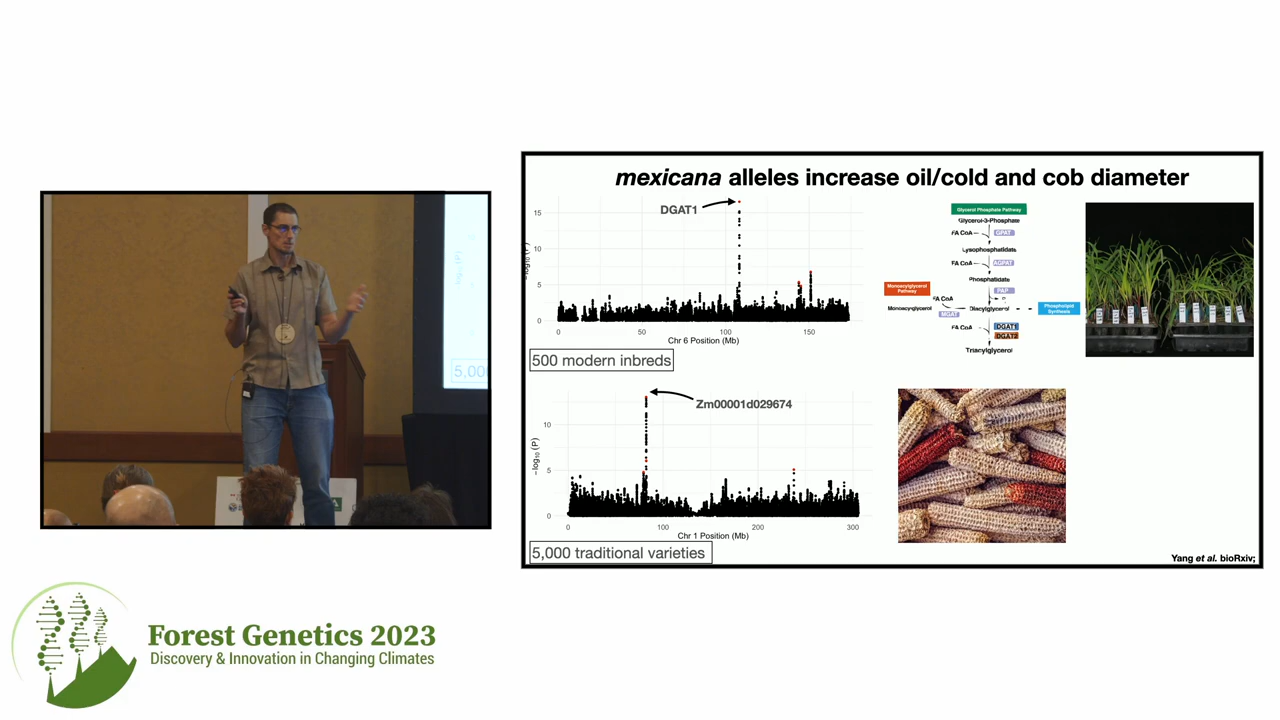 mexicana alleles increase oil/cold and cob diameter
DGAT1
15
10
5
0
−log10 (P)
0
50
100
150
Chr 6 Position (Mb)
500 modern inbreds
Glycerol Phosphate Pathway
Glycerol-3-Phosphate
FA CoA
GPAT
Lysophosphatidate
FA CoA
AGPAT
Phosphatidate
PAP
Monoacylglycerol
Pathway
FA CoA
Monoacylglycerol
MGAT
Diacylglycerol
Phospholipid
Synthesis
FA CoA
DGAT1
DGAT2
Triacylglycerol
Zm00001d029674
10
5
0
−log10 (P)
0
100
200
300
Chr 1 Position (Mb)
5,000 traditional varieties
Yang et al. bioRxiv;
5,00
Forest Genetics 2023
Discovery & Innovation in Changing Climates